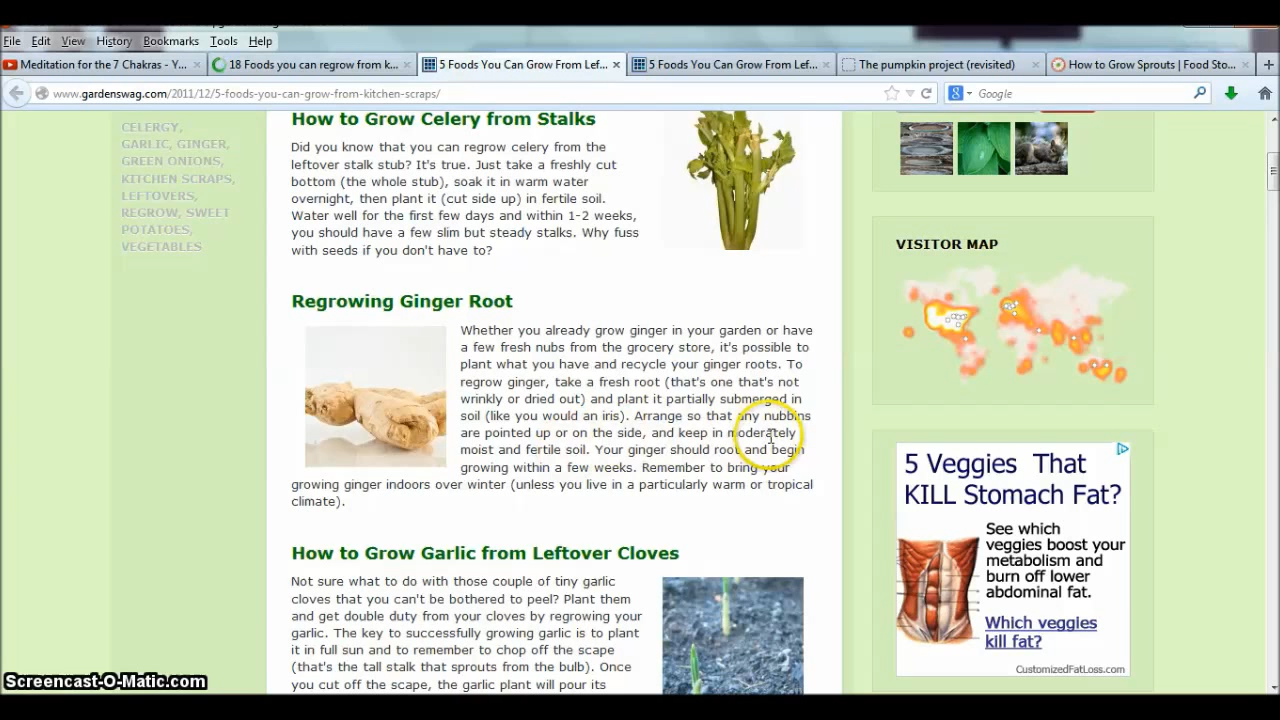 File Edit View History Bookmarks Tools Help
Meditation for the 7 Chakras - Y... × 18 Foods you can regrow from k... × 5 Foods You Can Grow From Lef... × 5 Foods You Can Grow From Lef... × The pumpkin project (revisited) × How to Grow Sprouts | Food Sto... × +
www.gardenswag.com/2011/12/5-foods-you-can-grow-from-kitchen-scraps/ Google
CELERGY,
GARLIC, GINGER,
GREEN ONIONS,
KITCHEN SCRAPS,
LEFTOVERS,
REGROW, SWEET
POTATOES,
VEGETABLES
How to Grow Celery from Stalks
Did you know that you can regrow celery from the
leftover stalk stub? It's true. Just take a freshly cut
bottom (the whole stub), soak it in warm water
overnight, then plant it (cut side up) in fertile soil.
Water well for the first few days and within 1-2 weeks,
you should have a few slim but steady stalks. Why fuss
with seeds if you don't have to?
Regrowing Ginger Root
Whether you already grow ginger in your garden or have
a few fresh nubs from the grocery store, it's possible to
plant what you have and recycle your ginger roots. To
regrow ginger, take a fresh root (that's one that's not
wrinkly or dried out) and plant it partially submerged in
soil (like you would an iris). Arrange so that any nubbins
are pointed up or on the side, and keep in moderately
moist and fertile soil. Your ginger should root and begin
growing within a few weeks. Remember to bring your
growing ginger indoors over winter (unless you live in a particularly warm or tropical
climate).
How to Grow Garlic from Leftover Cloves
Not sure what to do with those couple of tiny garlic
cloves that you can't be bothered to peel? Plant them
and get double duty from your cloves by regrowing your
garlic. The key to successfully growing garlic is to plant
it in full sun and to remember to chop off the scape
(that's the tall stalk that sprouts from the bulb). Once
you cut off the scape, the garlic plant will pour its
VISITOR MAP
5 Veggies That
KILL Stomach Fat?
See which
veggies boost your
metabolism and
burn off lower
abdominal fat.
Which veggies
kill fat?
CustomizedFatLoss.com
Screencast-O-Matic.com